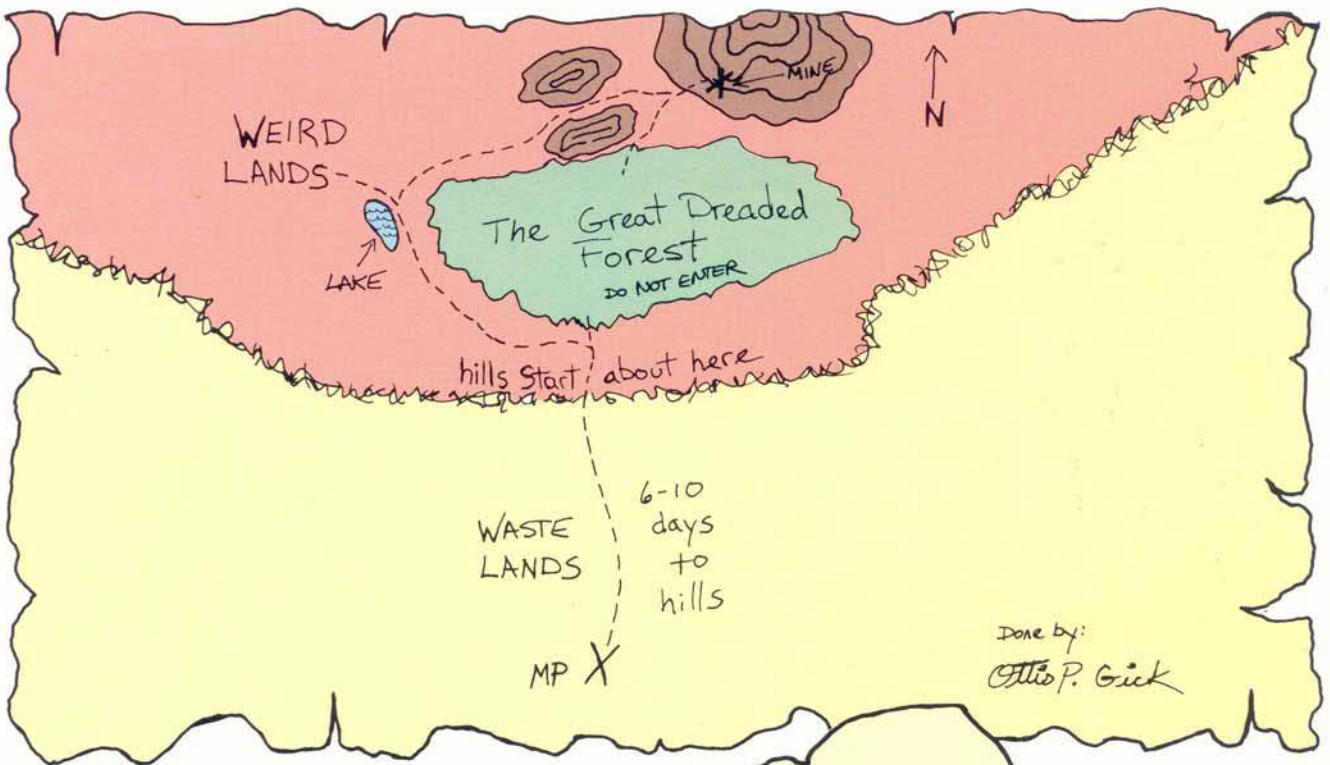 MINE
N
WEIRD
LANDS
The Great Dreaded
Forest
DO NOT ENTER
LAKE
hills start about here
WASTE
LANDS
6-10
days
to
hills
MP X
Done by:
Ottis P. Gick